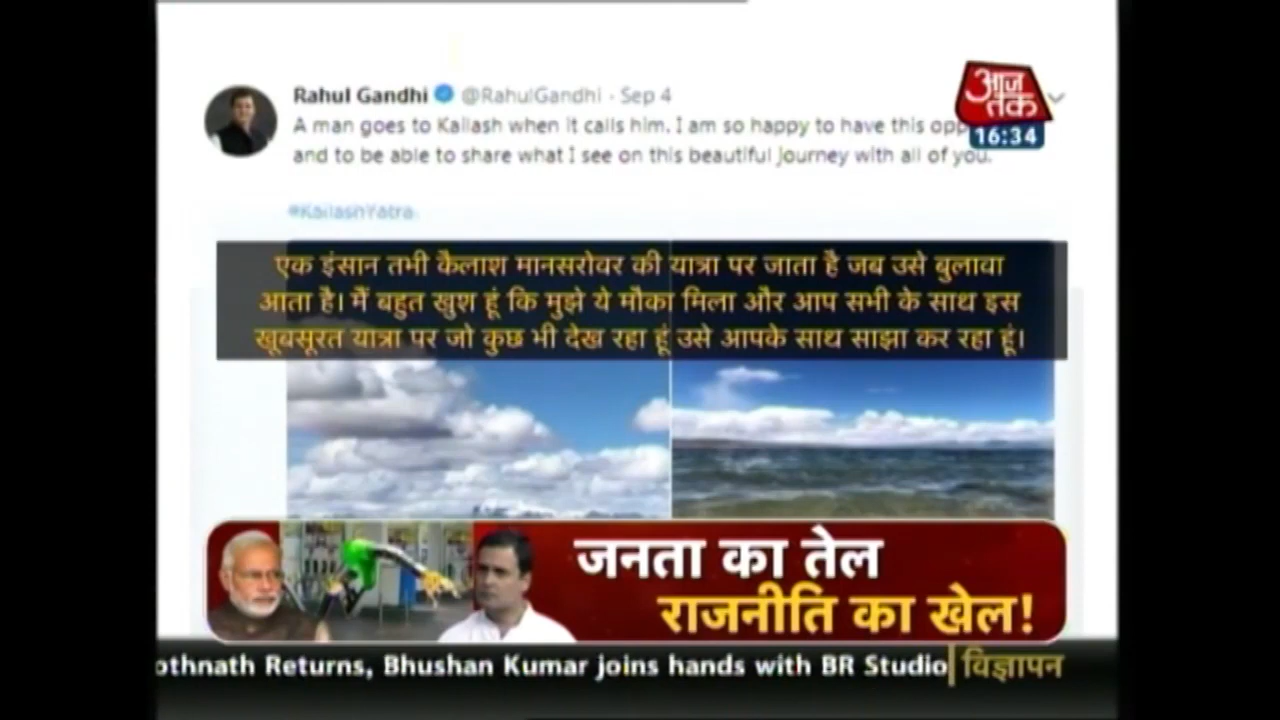 Rahul Gandhi @RahulGandhi · Sep 4
A man goes to Kailash when it calls him. I am so happy to have this opp
and to be able to share what I see on this beautiful journey with all of you.
#KailashYatra
आज
तक
16:34
एक इंसान तभी कैलाश मानसरोवर की यात्रा पर जाता है जब उसे बुलावा
आता है। मैं बहुत खुश हूं कि मुझे ये मौका मिला और आप सभी के साथ इस
खूबसूरत यात्रा पर जो कुछ भी देख रहा हूं उसे आपके साथ साझा कर रहा हूं।
जनता का तेल
राजनीति का खेल!
othnath Returns, Bhushan Kumar joins hands with BR Studio विज्ञापन